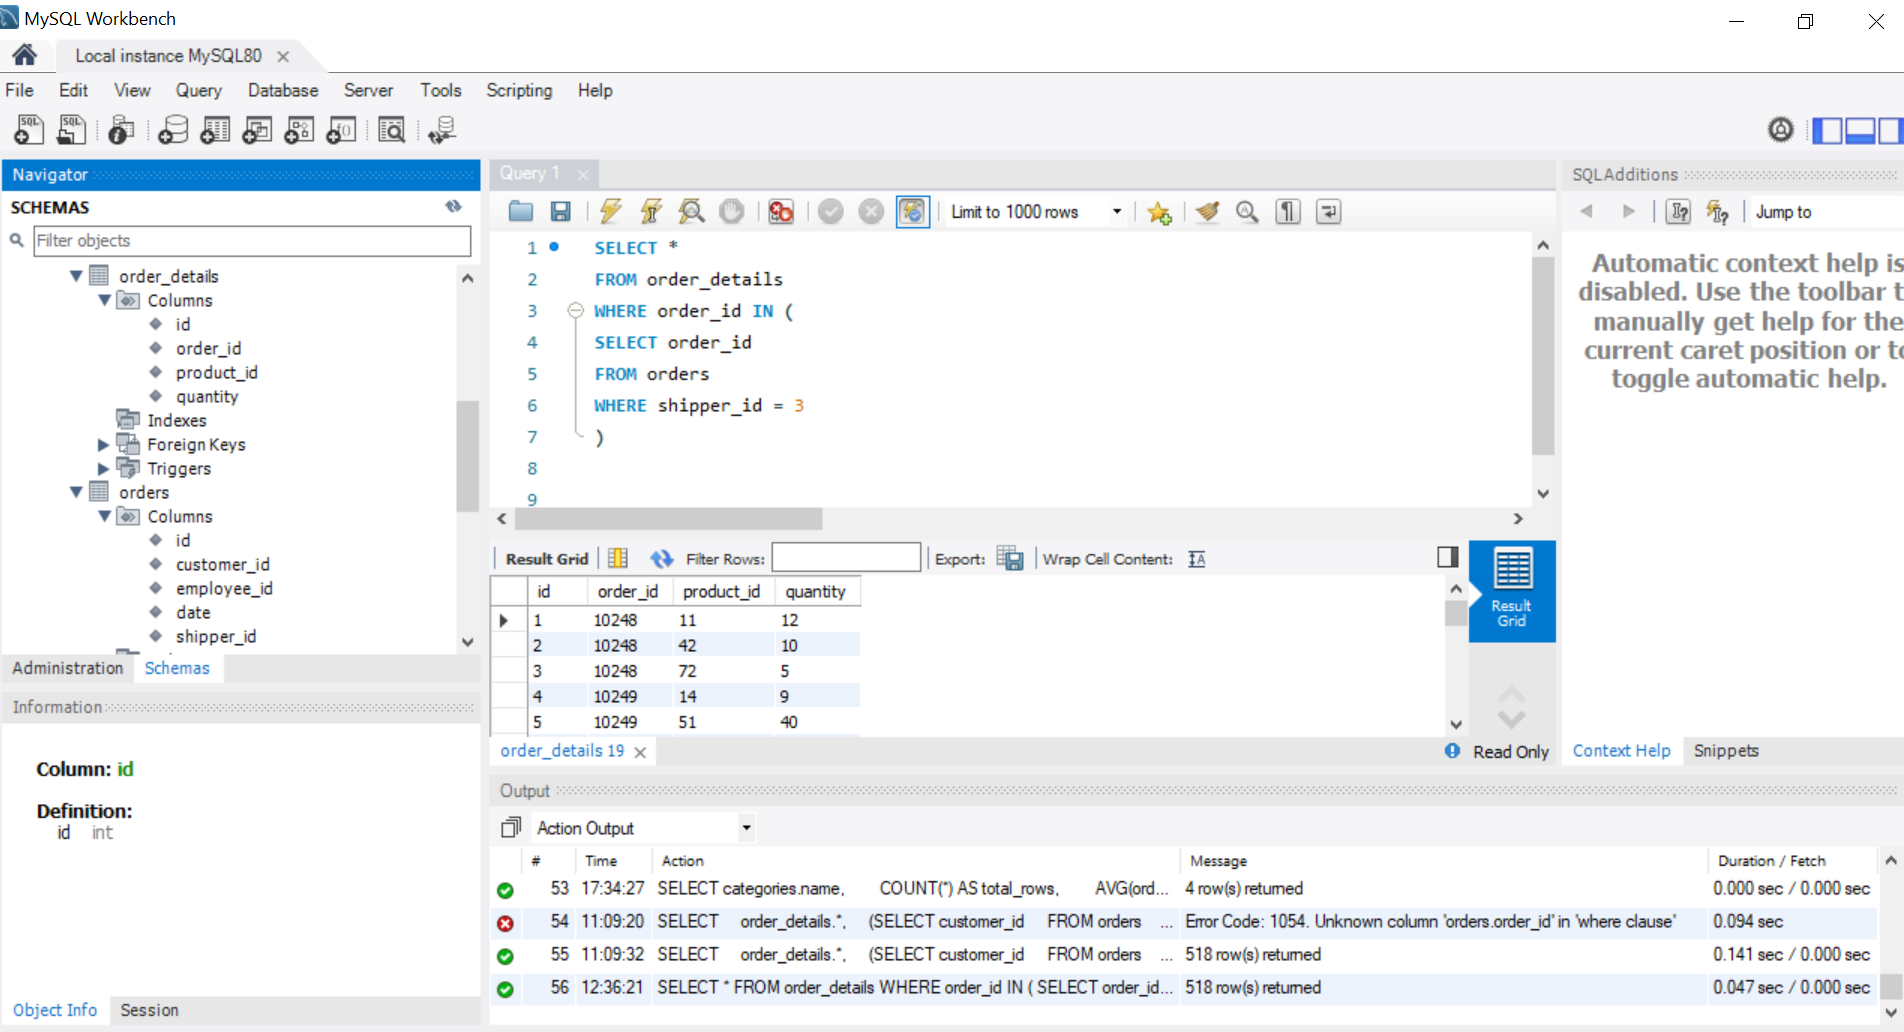 MySQL Workbench
Local instance MySQL80
File Edit View Query Database Server Tools Scripting Help
Navigator
SCHEMAS
Filter objects
order_details
Columns
id
order_id
product_id
quantity
Indexes
Foreign Keys
Triggers
orders
Columns
id
customer_id
employee_id
date
shipper_id
Administration Schemas
Information
Column: id
Definition:
id int
Object Info Session
Query 1
Limit to 1000 rows
1 SELECT *
2 FROM order_details
3 WHERE order_id IN (
4 SELECT order_id
5 FROM orders
6 WHERE shipper_id = 3
7 )
8
9
Result Grid Filter Rows: Export: Wrap Cell Content:
id order_id product_id quantity
1 10248 11 12
2 10248 42 10
3 10248 72 5
4 10249 14 9
5 10249 51 40
Result
Grid
order_details 19
Read Only
SQLAdditions
Jump to
Automatic context help is
disabled. Use the toolbar t
manually get help for the
current caret position or to
toggle automatic help.
Context Help Snippets
Output
Action Output
# Time Action Message Duration / Fetch
53 17:34:27 SELECT categories.name, COUNT(*) AS total_rows, AVG(ord... 4 row(s) returned 0.000 sec / 0.000 sec
54 11:09:20 SELECT order_details.*, (SELECT customer_id FROM orders ... Error Code: 1054. Unknown column 'orders.order_id' in 'where clause' 0.094 sec
55 11:09:32 SELECT order_details.*, (SELECT customer_id FROM orders ... 518 row(s) returned 0.141 sec / 0.000 sec
56 12:36:21 SELECT * FROM order_details WHERE order_id IN ( SELECT order_id... 518 row(s) returned 0.047 sec / 0.000 sec